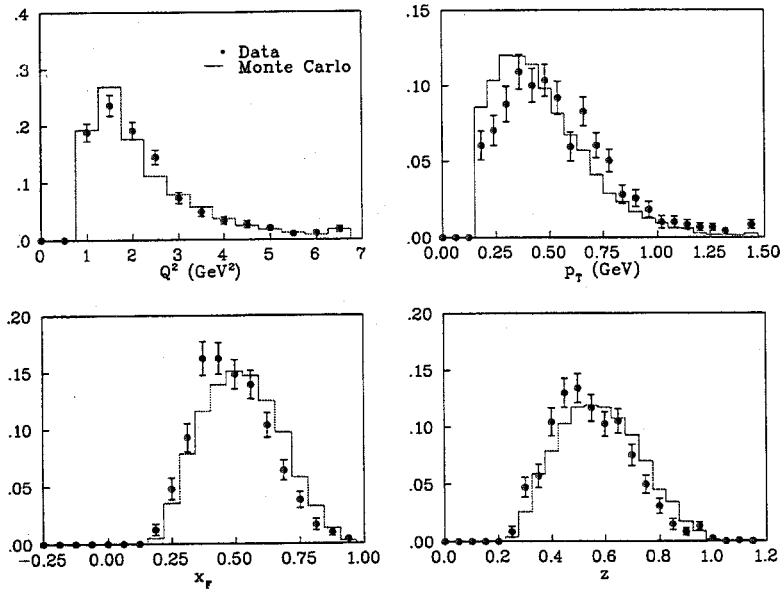 .4
.3
.2
.1
.0
0 1 2 3 4 5 6 7
Q² (GeV²)
Data
Monte Carlo
.15
.10
.05
.00
0.00 0.25 0.50 0.75 1.00 1.25 1.50
p_T (GeV)
.20
.15
.10
.05
.00
−0.25 0.00 0.25 0.50 0.75 1.00
x_F
.20
.15
.10
.05
.00
0.0 0.2 0.4 0.6 0.8 1.0 1.2
z